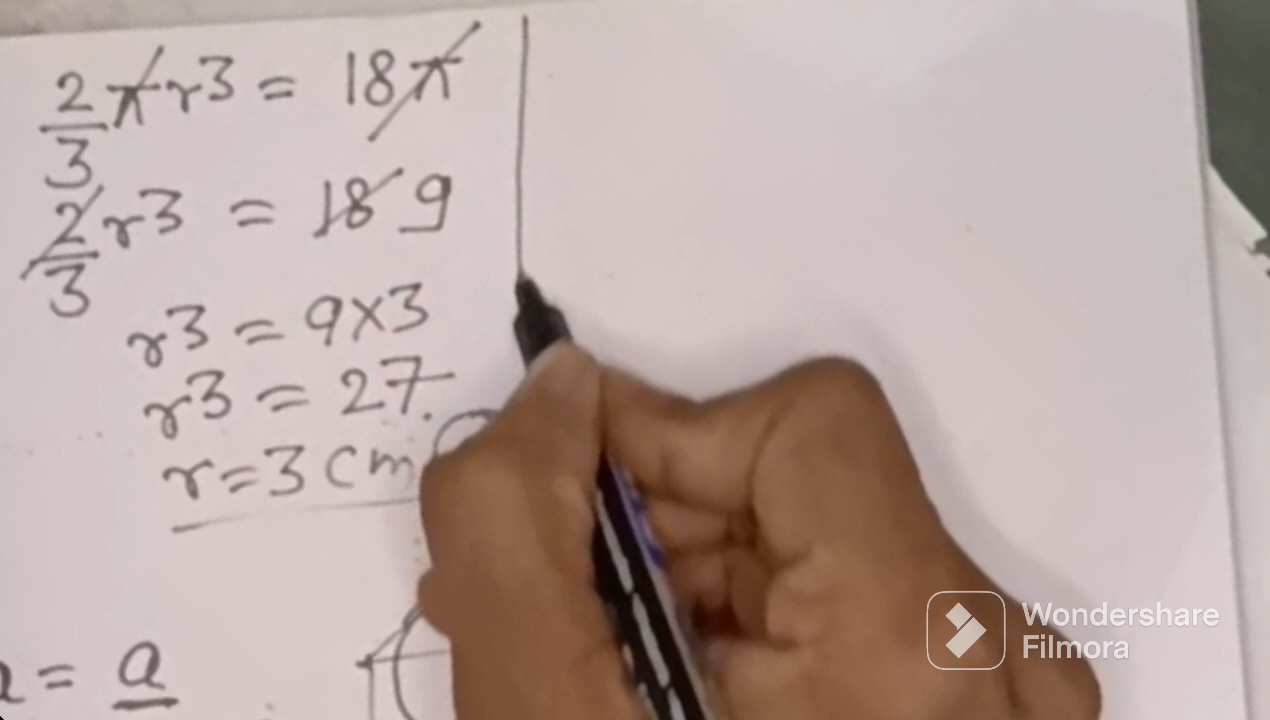 2/3 πr3 = 18π
2/3 r3 = 18 9
r3 = 9×3
r3 = 27.
r=3 cm
= a
Wondershare
Filmora